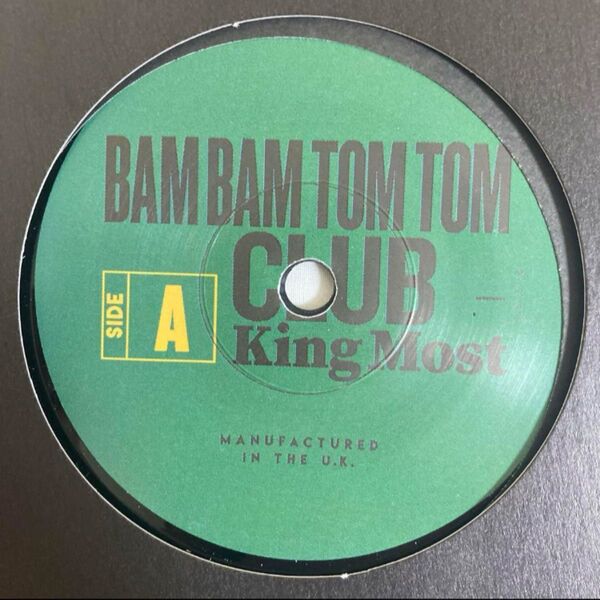 BAM BAM TOM TOM
CLUB
SIDE
A
King Most
MANUFACTURED
IN THE U.K.